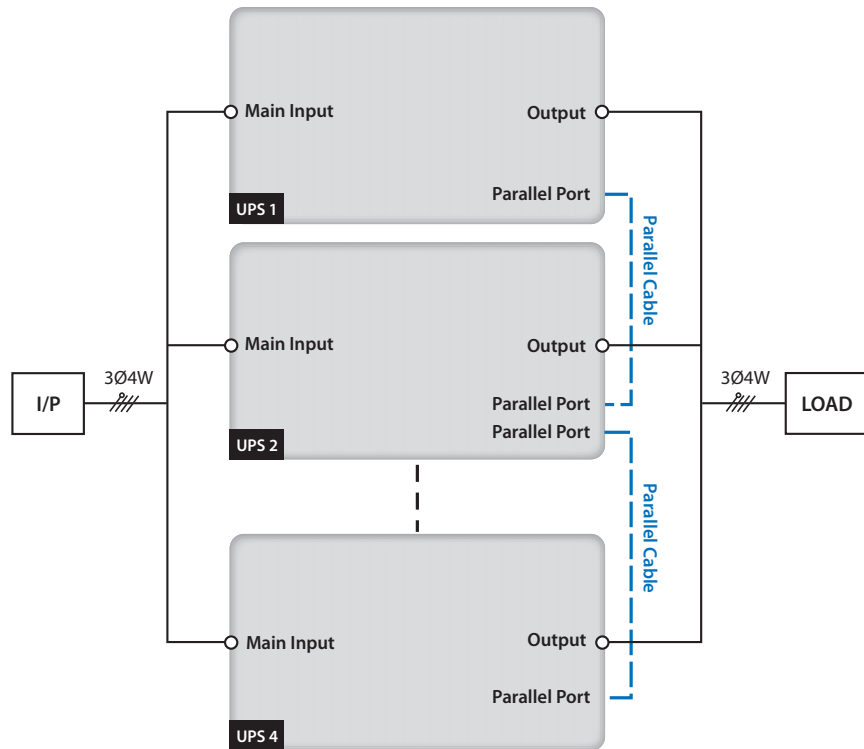 Main Input
Output
Parallel Port
UPS 1
Parallel Cable
Main Input
Output
Parallel Port
Parallel Port
UPS 2
I/P
3Ø4W
3Ø4W
LOAD
Parallel Cable
Main Input
Output
Parallel Port
UPS 4